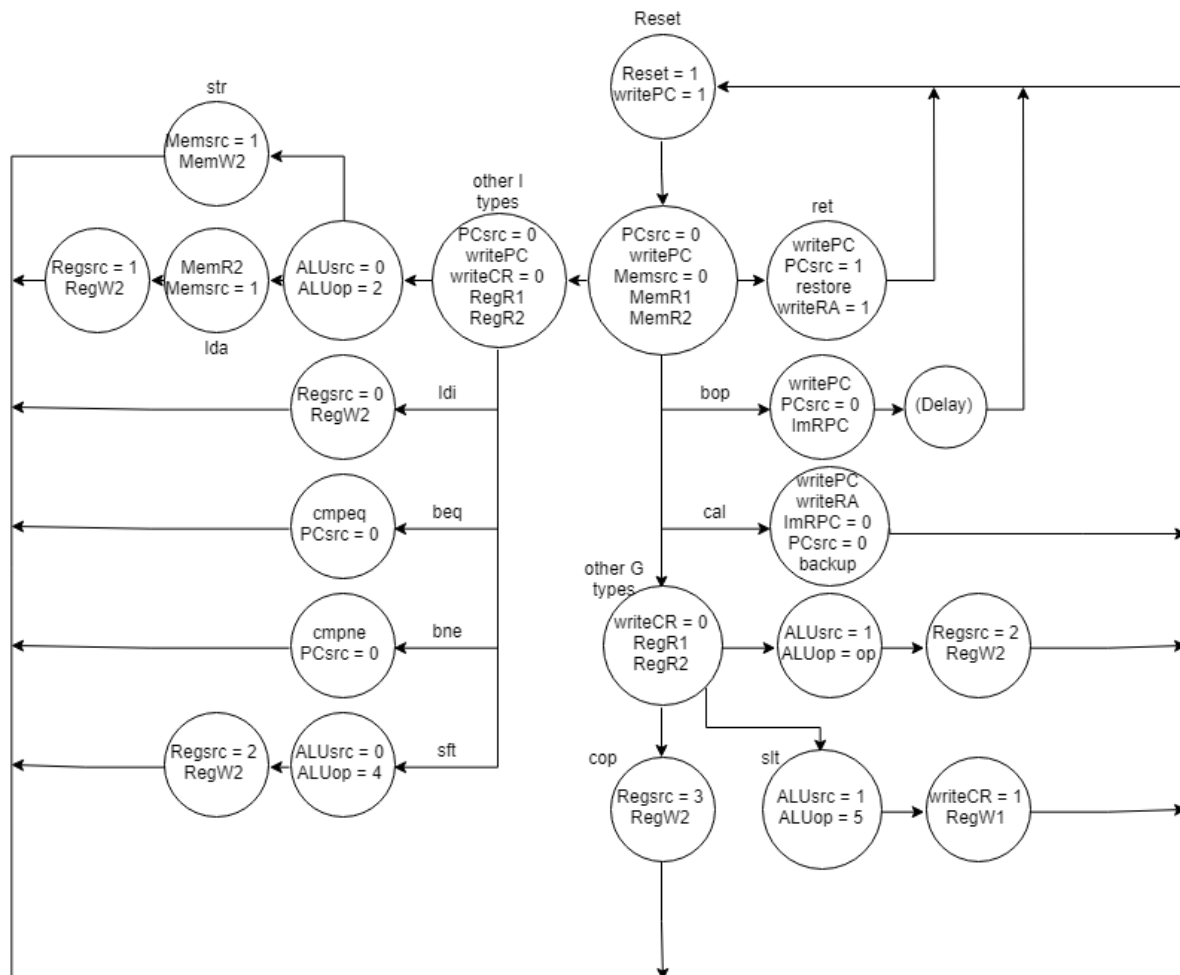 Reset
Reset = 1
writePC = 1
str
Memsrc = 1
MemW2
other I
types
PCsrc = 0
writePC
writeCR = 0
RegR1
RegR2
PCsrc = 0
writePC
Memsrc = 0
MemR1
MemR2
ret
writePC
PCsrc = 1
restore
writeRA = 1
Regsrc = 1
RegW2
MemR2
Memsrc = 1
lda
ALUsrc = 0
ALUop = 2
Regsrc = 0
RegW2
ldi
bop
writePC
PCsrc = 0
ImRPC
(Delay)
cmpeq
PCsrc = 0
beq
cal
writePC
writeRA
ImRPC = 0
PCsrc = 0
backup
other G
types
cmpne
PCsrc = 0
bne
writeCR = 0
RegR1
RegR2
ALUsrc = 1
ALUop = op
Regsrc = 2
RegW2
Regsrc = 2
RegW2
ALUsrc = 0
ALUop = 4
sft
cop
Regsrc = 3
RegW2
slt
ALUsrc = 1
ALUop = 5
writeCR = 1
RegW1